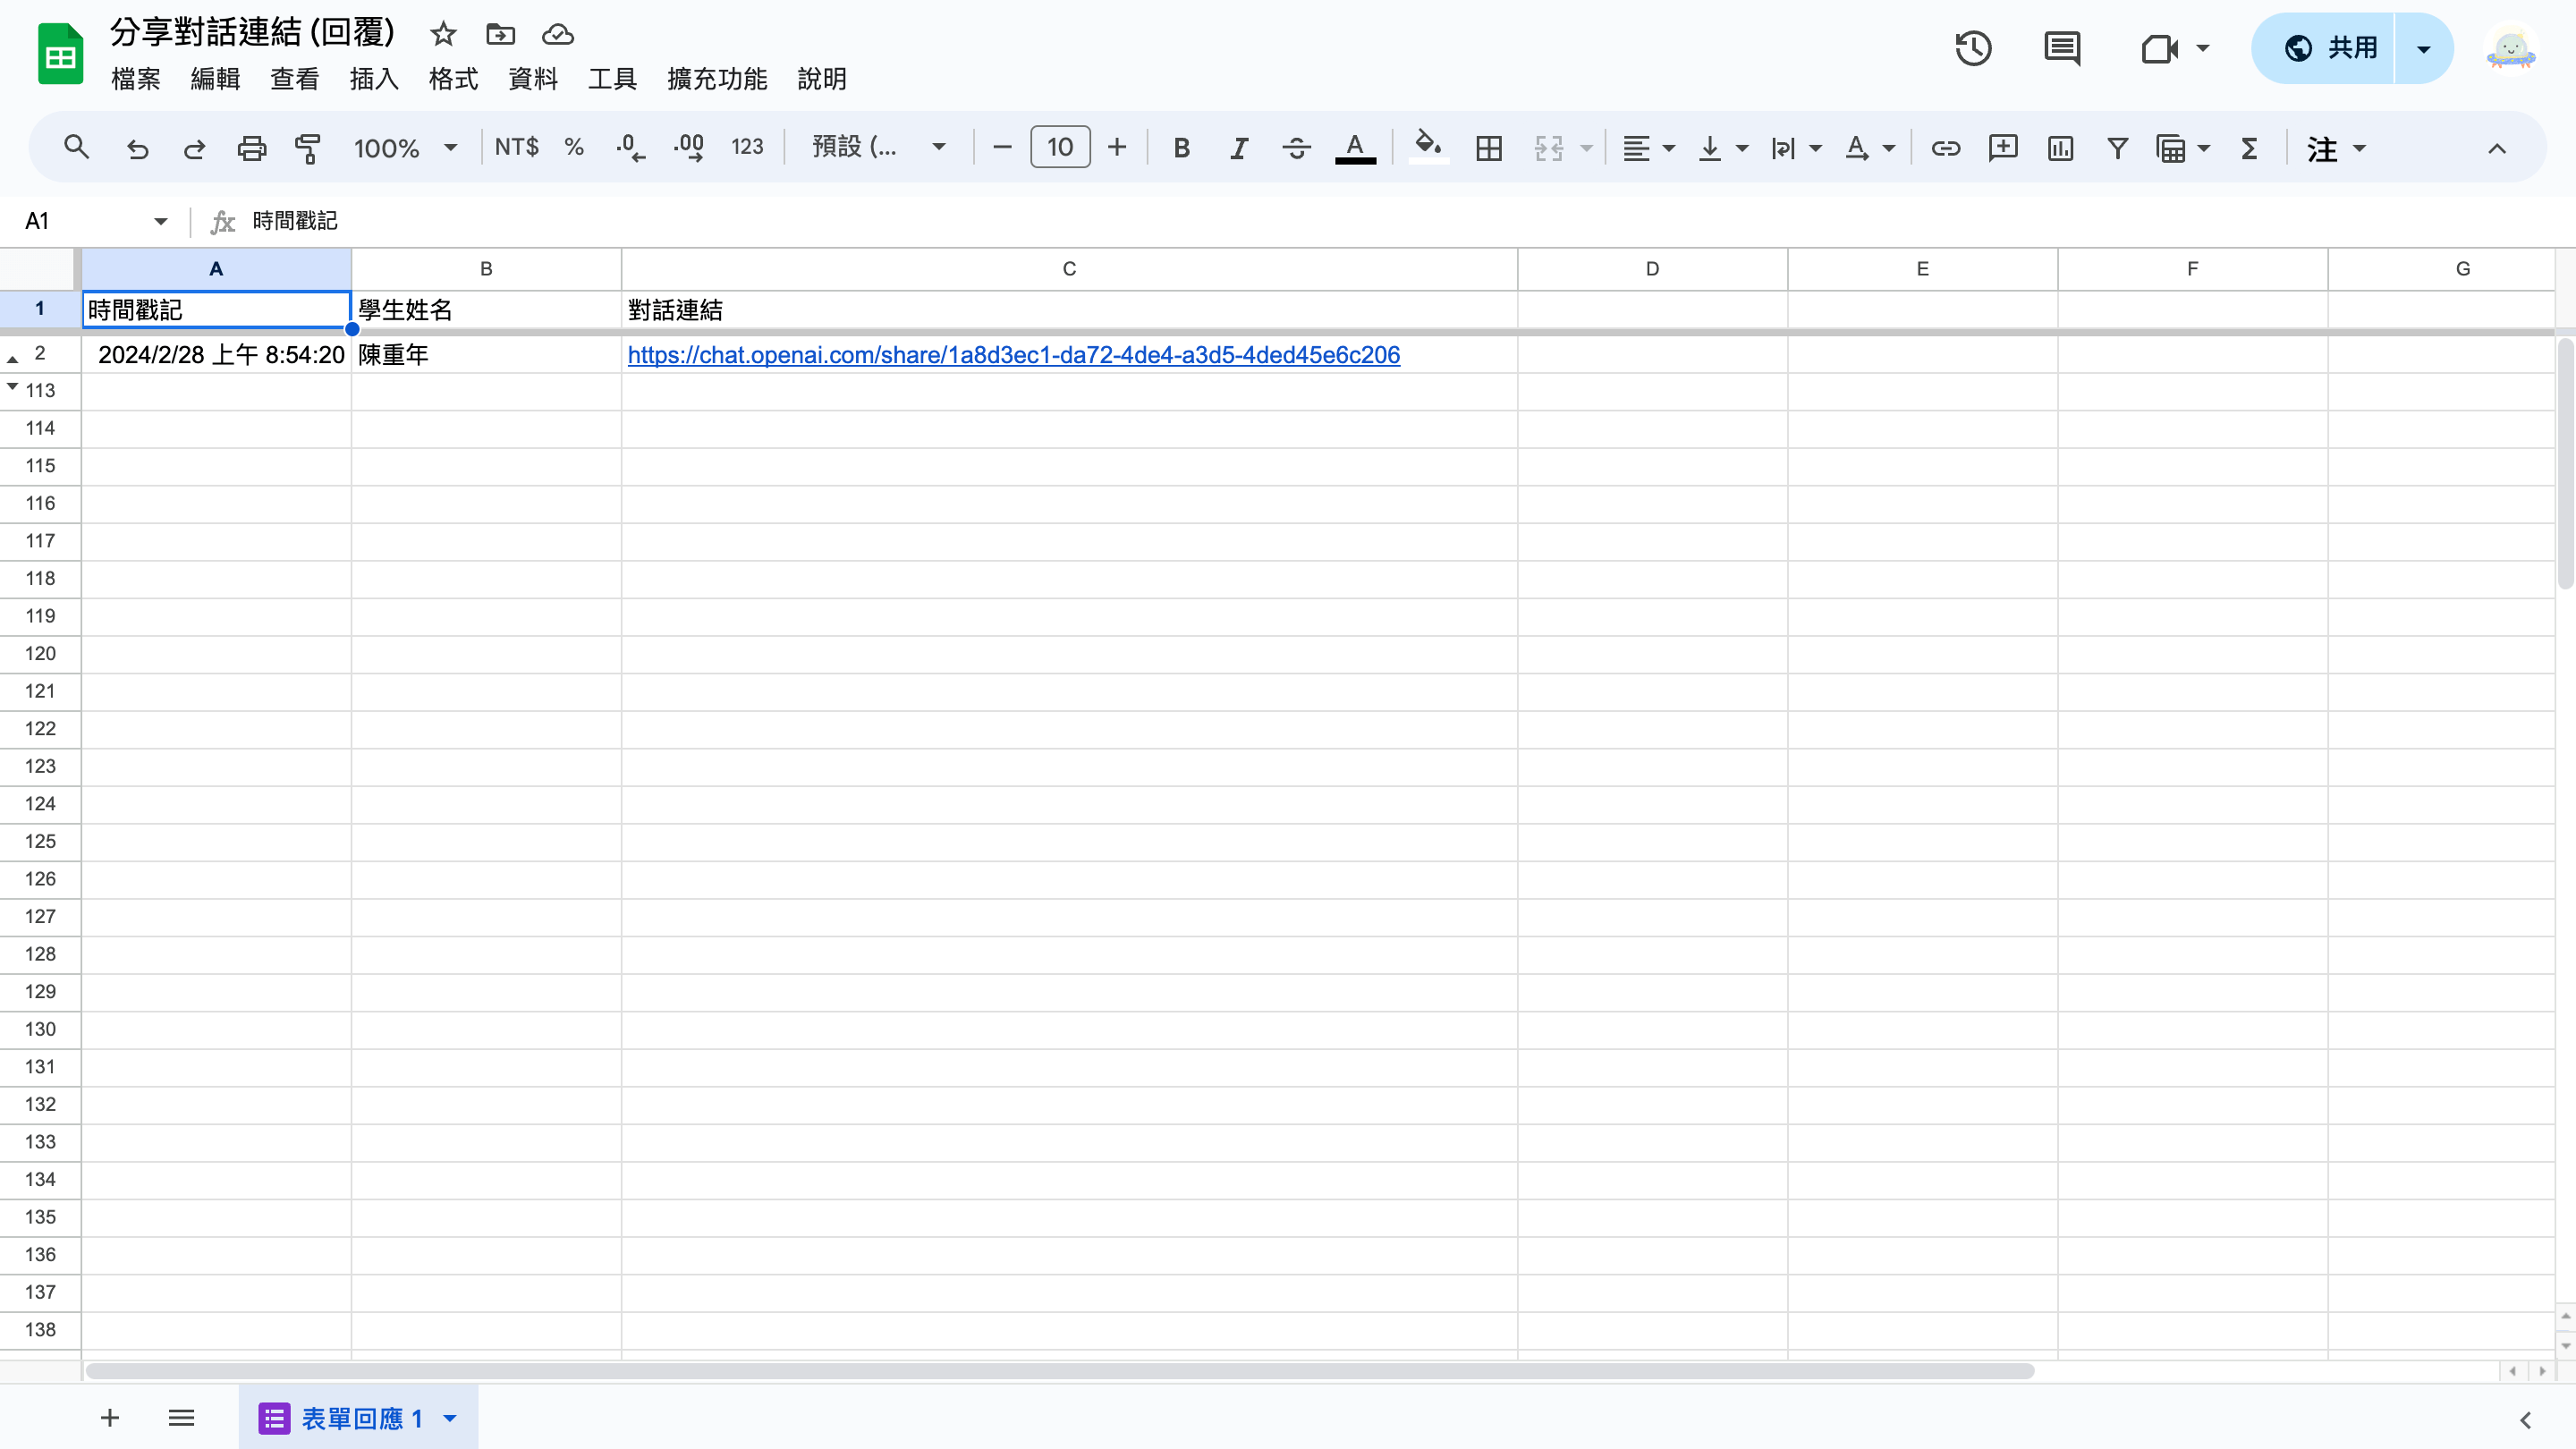 分享對話連結 (回覆)
檔案 編輯 查看 插入 格式 資料 工具 擴充功能 說明
共用
100% NT$ % .0 .00 123 預設 (... 10 B I A A 注
A1 fx 時間戳記
A B C D E F G
1 時間戳記 學生姓名 對話連結
2 2024/2/28 上午 8:54:20 陳重年 https://chat.openai.com/share/1a8d3ec1-da72-4de4-a3d5-4ded45e6c206
113
114
115
116
117
118
119
120
121
122
123
124
125
126
127
128
129
130
131
132
133
134
135
136
137
138
表單回應 1